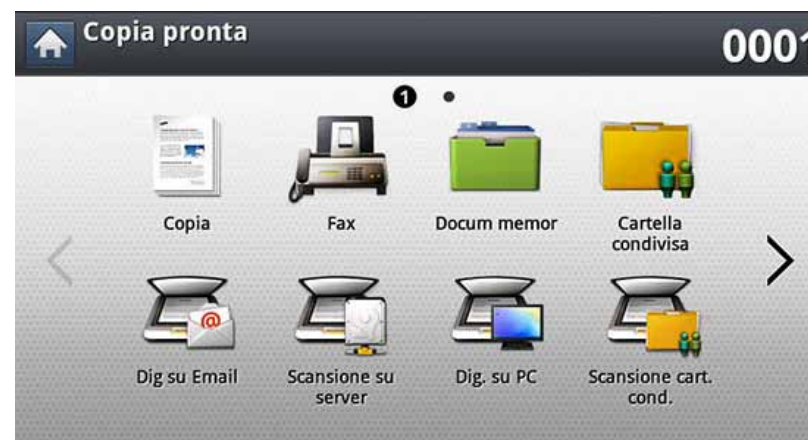 Copia pronta
0001
1
Copia
Fax
Docum memor
Cartella
condivisa
@
Dig su Email
Scansione su
server
Dig. su PC
Scansione cart.
cond.